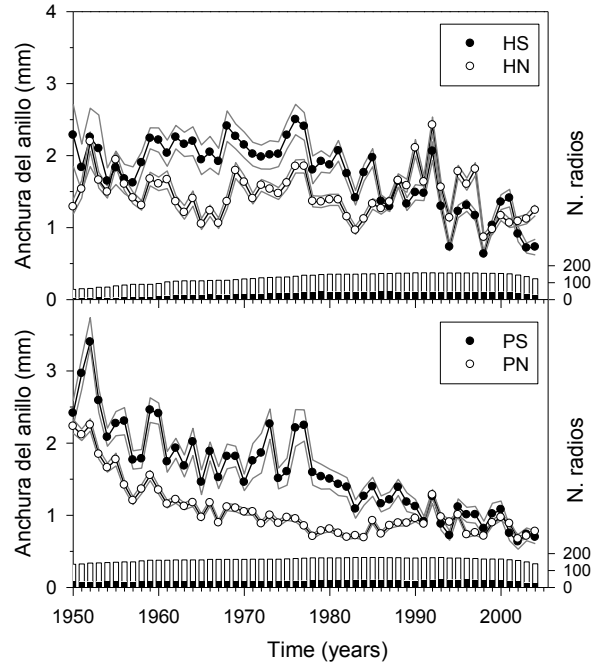 4
3
2
1
0
Anchura del anillo (mm)
HS
HN
N. radios
200
100
0
3
2
1
0
Anchura del anillo (mm)
PS
PN
N. radios
200
100
0
1950 1960 1970 1980 1990 2000
Time (years)